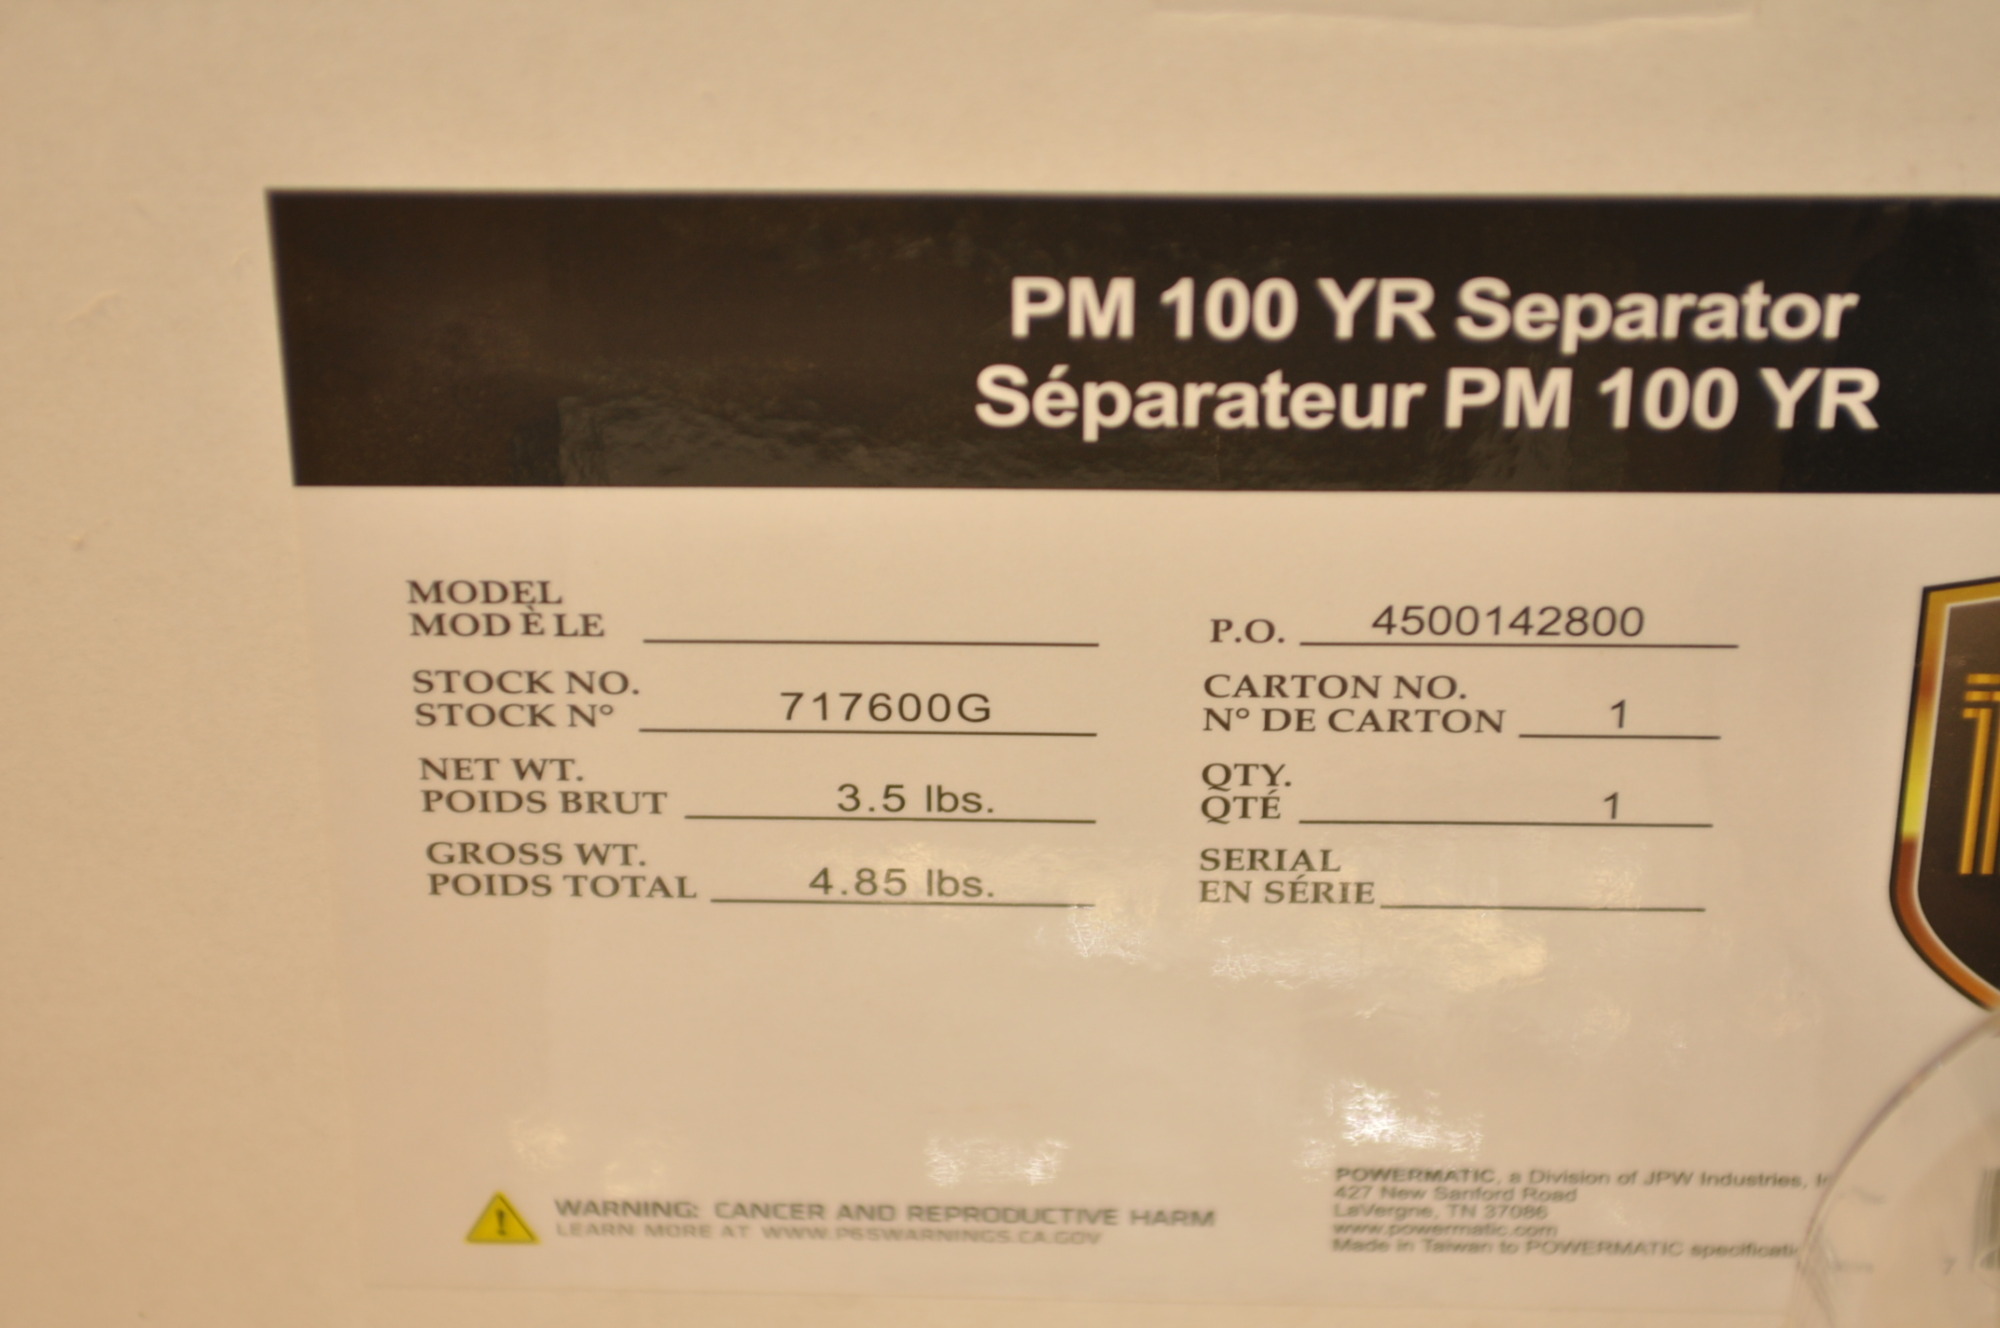 PM 100 YR Separator
Séparateur PM 100 YR
MODEL
MODÈLE
STOCK NO.
STOCK N° 717600G
NET WT.
POIDS BRUT 3.5 lbs.
GROSS WT.
POIDS TOTAL 4.85 lbs.
P.O. 4500142800
CARTON NO.
N° DE CARTON 1
QTY.
QTÉ 1
SERIAL
EN SÉRIE
WARNING: CANCER AND REPRODUCTIVE HARM
LEARN MORE AT WWW.P65WARNINGS.CA.GOV
POWERMATIC, a Division of JPW Industries,
427 New Sanford Road
LaVergne, TN 37086
www.powermatic.com
Made in Taiwan to POWERMATIC